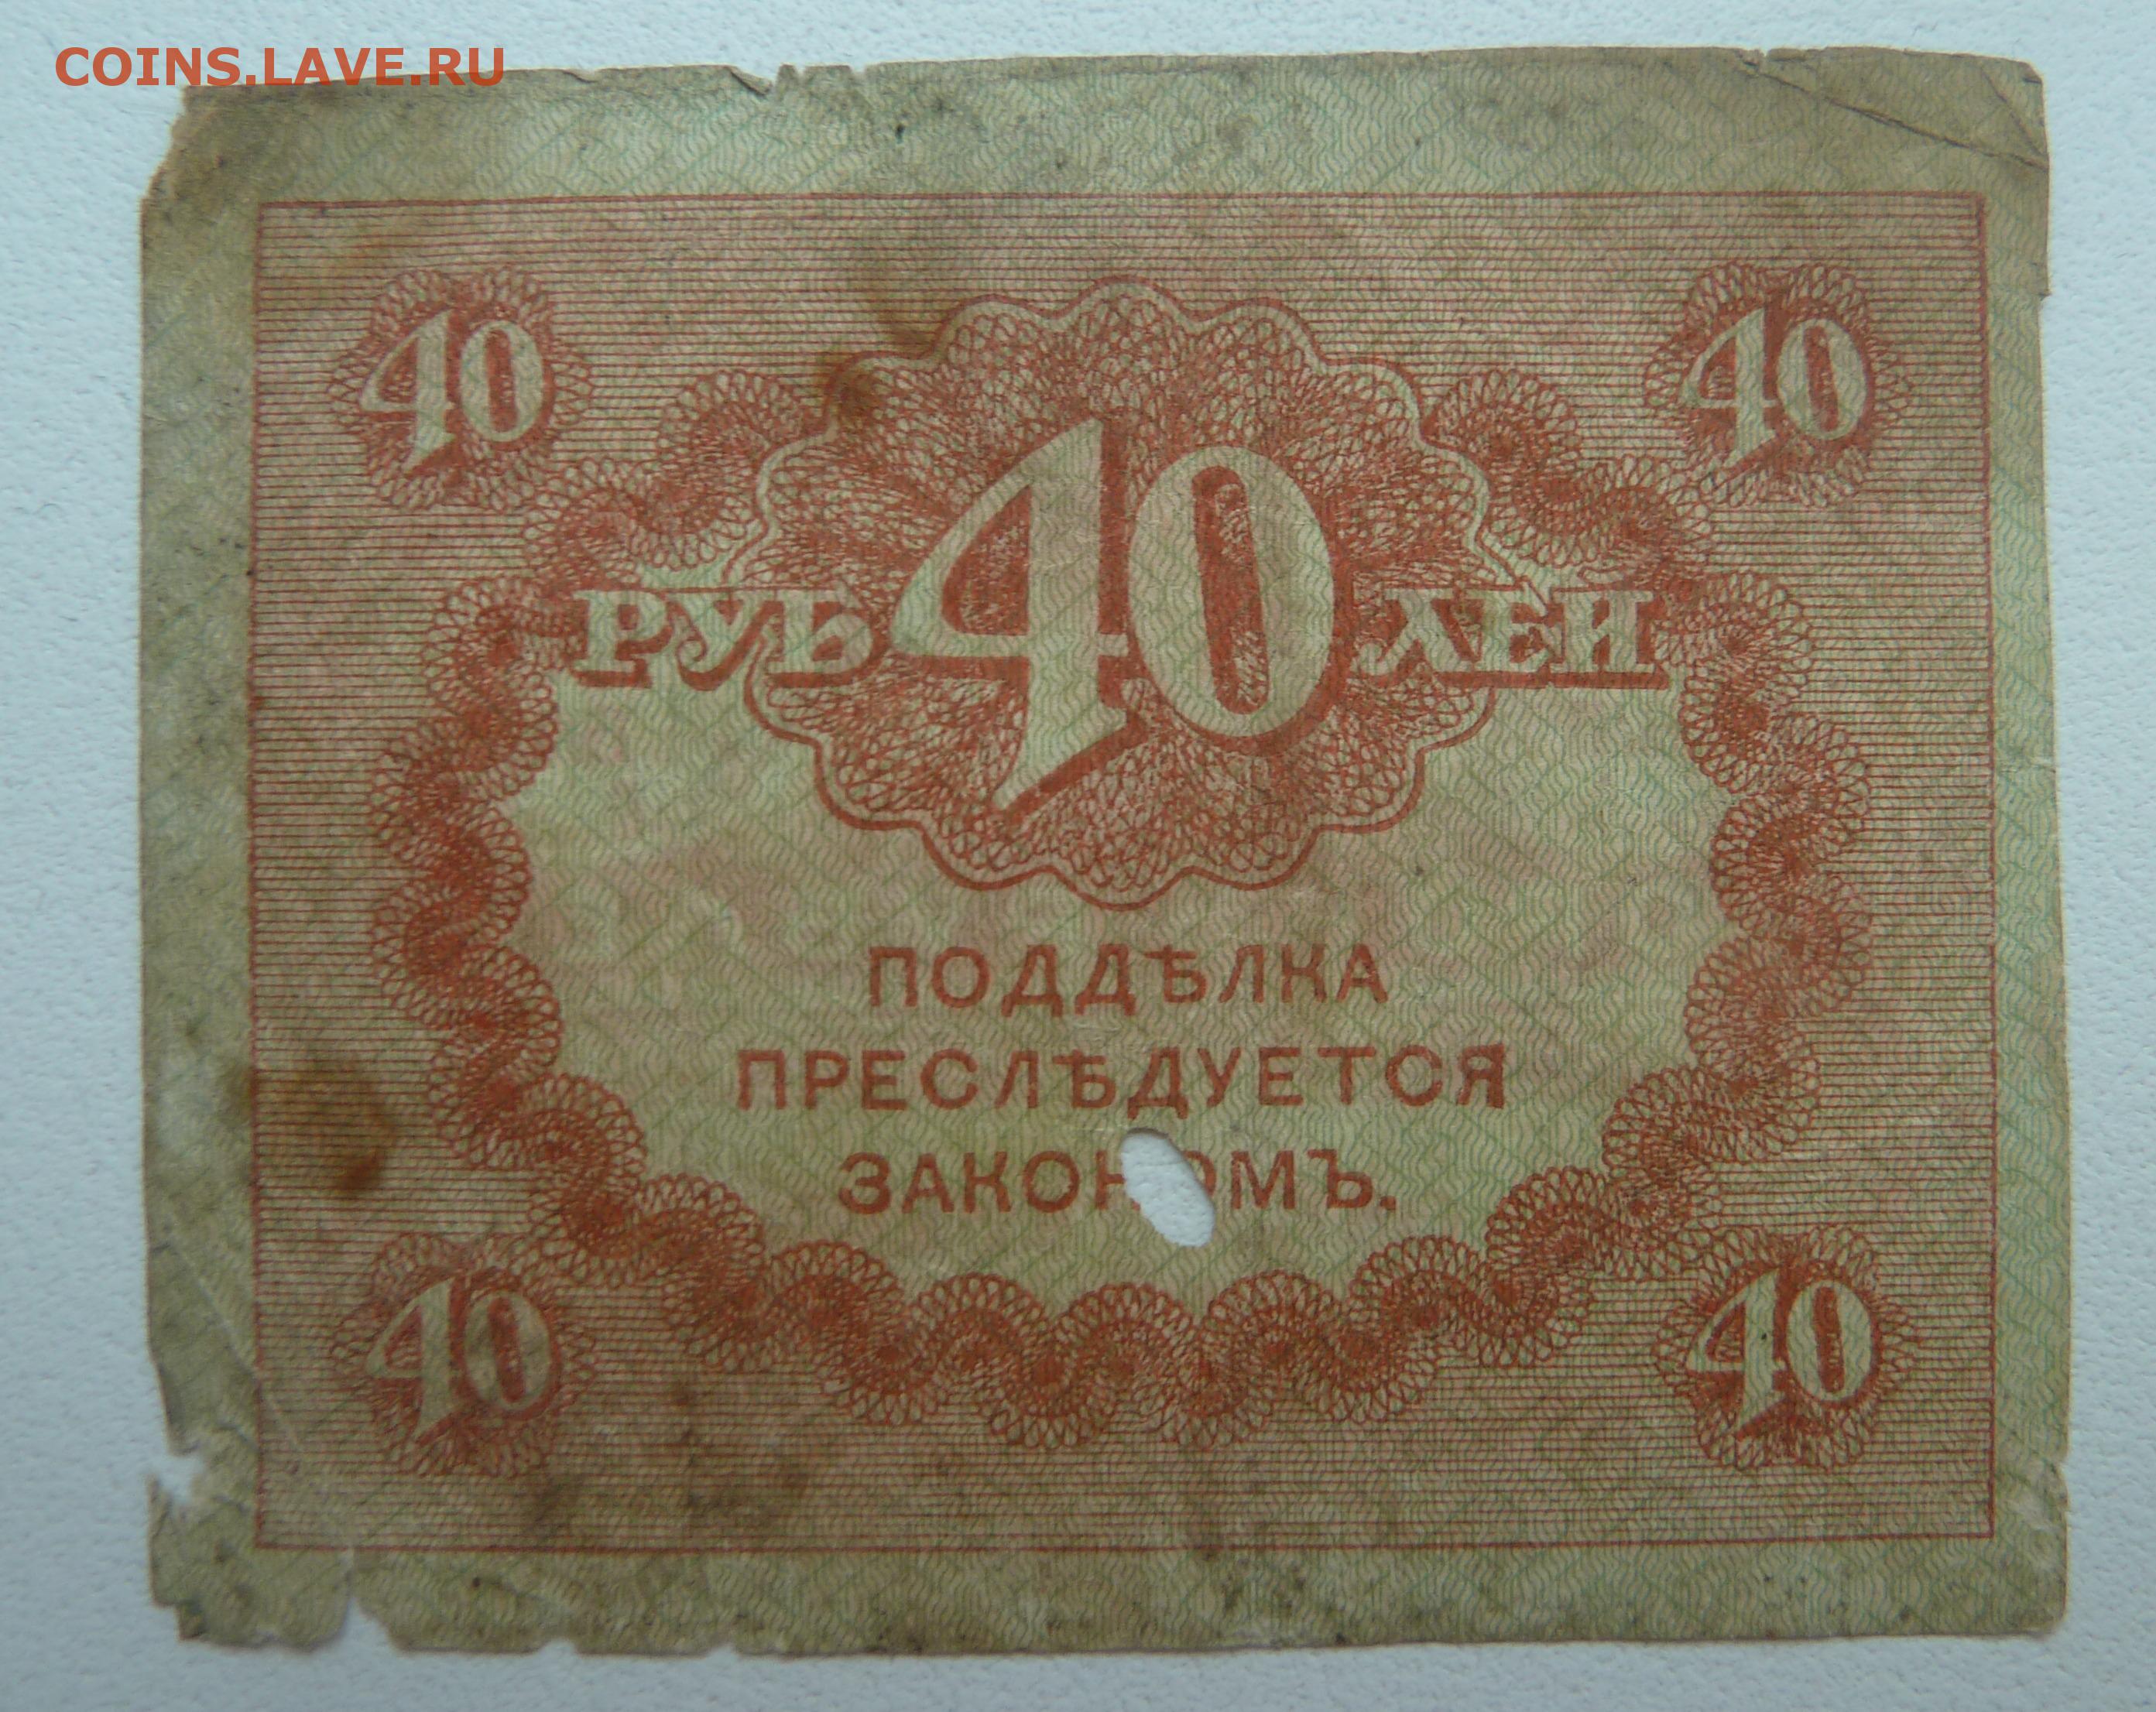 COINS.LAVE.RU
40 40
РУБ 40 ЛЕЙ
ПОДДѢЛКА
ПРЕСЛѢДУЕТСЯ
ЗАКОНОМЪ.
40 40